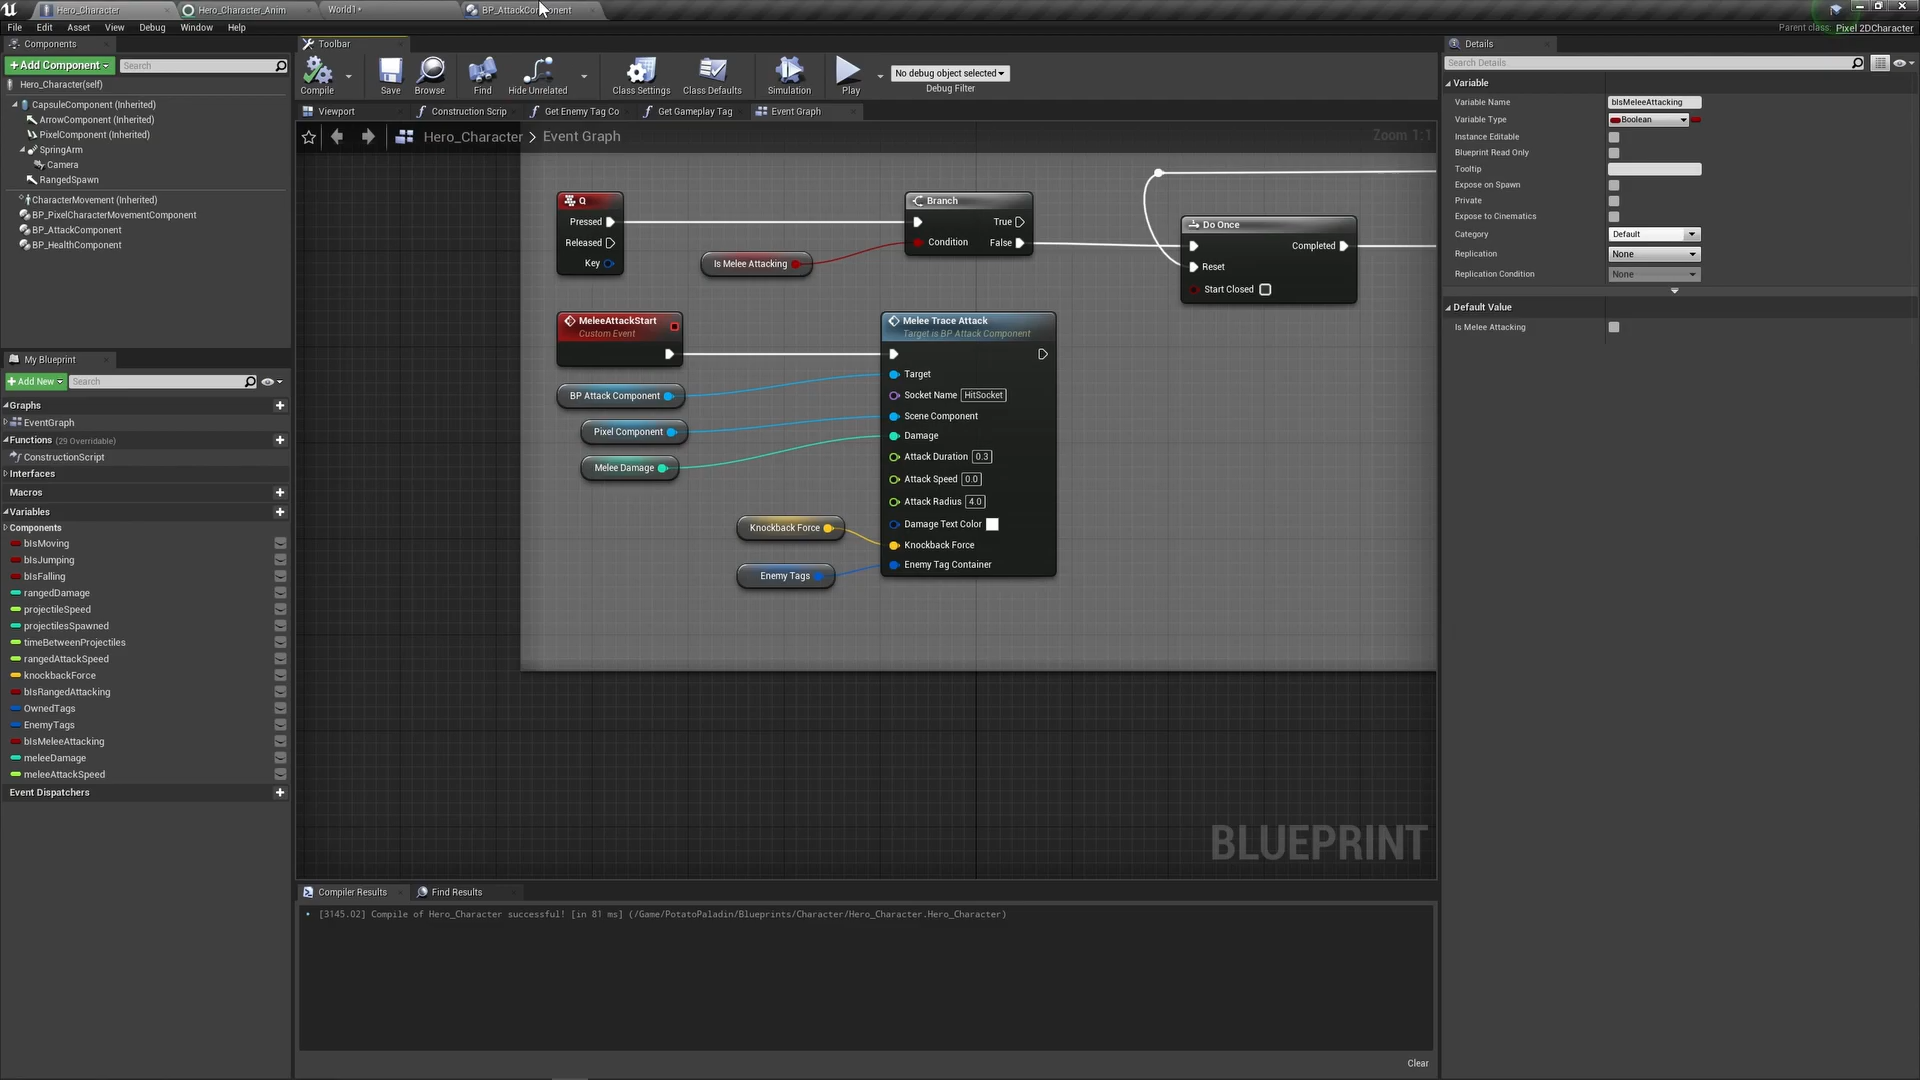 Hero_Character
Hero_Character_Anim
World1*
File
Edit
Asset
View
Debug
Window
Help
Parent class: Pixel 2DCharacter
Components
+Add Component
Search
Hero_Character(self)
CapsuleComponent (Inherited)
ArrowComponent (Inherited)
PixelComponent (Inherited)
SpringArm
Camera
RangedSpawn
CharacterMovement (Inherited)
BP_PixelCharacterMovementComponent
BP_AttackComponent
BP_HealthComponent
My Blueprint
+Add New
Search
Graphs
EventGraph
Functions (29 Overridable)
ConstructionScript
Interfaces
Macros
Variables
Components
bIsMoving
bIsJumping
bIsFalling
rangedDamage
projectileSpeed
projectilesSpawned
timeBetweenProjectiles
rangedAttackSpeed
knockbackForce
bIsRangedAttacking
OwnedTags
EnemyTags
bIsMeleeAttacking
meleeDamage
meleeAttackSpeed
Event Dispatchers
Toolbar
Compile
Save
Browse
Find
Hide Unrelated
Class Settings
Class Defaults
Simulation
Play
No debug object selected
Debug Filter
Viewport
Construction Scrip
Get Enemy Tag Co
Get Gameplay Tag
Event Graph
Hero_Character > Event Graph
Zoom 1:1
Q
Pressed
Released
Key
Is Melee Attacking
Branch
True
Condition
False
Do Once
Completed
Reset
Start Closed
MeleeAttackStart
Custom Event
BP Attack Component
Pixel Component
Melee Damage
Knockback Force
Enemy Tags
Melee Trace Attack
Target is BP Attack Component
Target
Socket Name HitSocket
Scene Component
Damage
Attack Duration 0.3
Attack Speed 0.0
Attack Radius 4.0
Damage Text Color
Knockback Force
Enemy Tag Container
BLUEPRINT
Compiler Results
Find Results
[3145.02] Compile of Hero_Character successful! [in 81 ms] (/Game/PotatoPaladin/Blueprints/Character/Hero_Character.Hero_Character)
Clear
Details
Search Details
Variable
Variable Name bIsMeleeAttacking
Variable Type Boolean
Instance Editable
Blueprint Read Only
Tooltip
Expose on Spawn
Private
Expose to Cinematics
Category Default
Replication None
Replication Condition None
Default Value
Is Melee Attacking